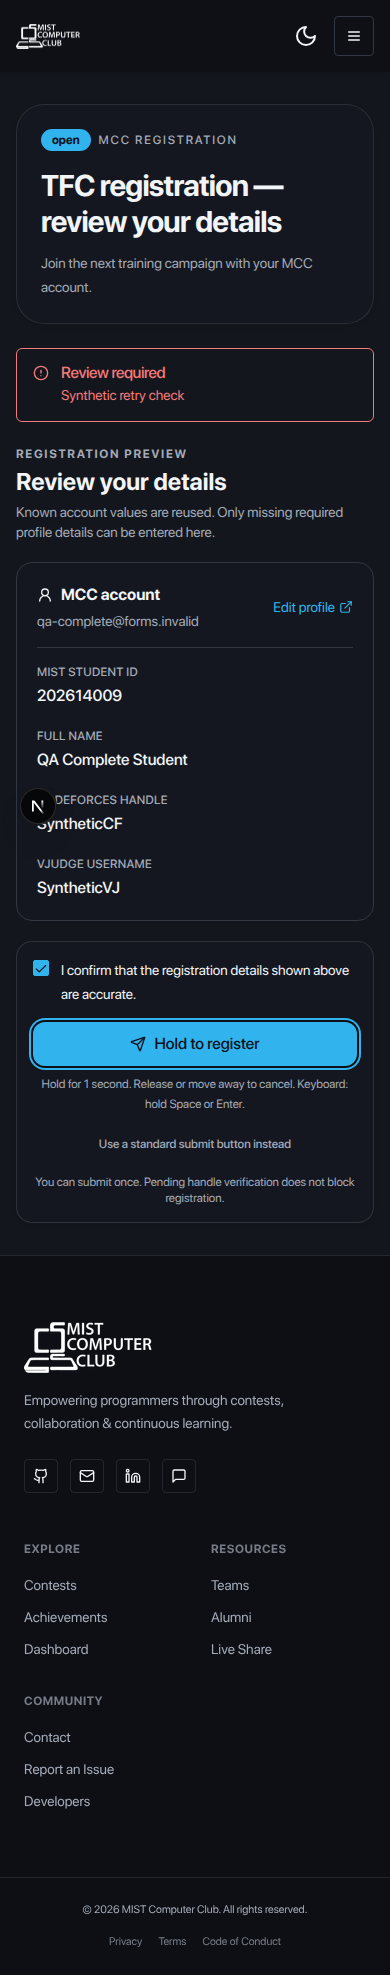 MIST
COMPUTER
CLUB
open MCC REGISTRATION
TFC registration —
review your details
Join the next training campaign with your MCC
account.
Review required
Synthetic retry check
REGISTRATION PREVIEW
Review your details
Known account values are reused. Only missing required
profile details can be entered here.
MCC account
qa-complete@forms.invalid
Edit profile
MIST STUDENT ID
202614009
FULL NAME
QA Complete Student
N DEFORCES HANDLE
SyntheticCF
VJUDGE USERNAME
SyntheticVJ
I confirm that the registration details shown above
are accurate.
Hold to register
Hold for 1 second. Release or move away to cancel. Keyboard:
hold Space or Enter.
Use a standard submit button instead
You can submit once. Pending handle verification does not block
registration.
MIST
COMPUTER
CLUB
Empowering programmers through contests,
collaboration & continuous learning.
EXPLORE
Contests
Achievements
Dashboard
RESOURCES
Teams
Alumni
Live Share
COMMUNITY
Contact
Report an Issue
Developers
© 2026 MIST Computer Club. All rights reserved.
Privacy Terms Code of Conduct